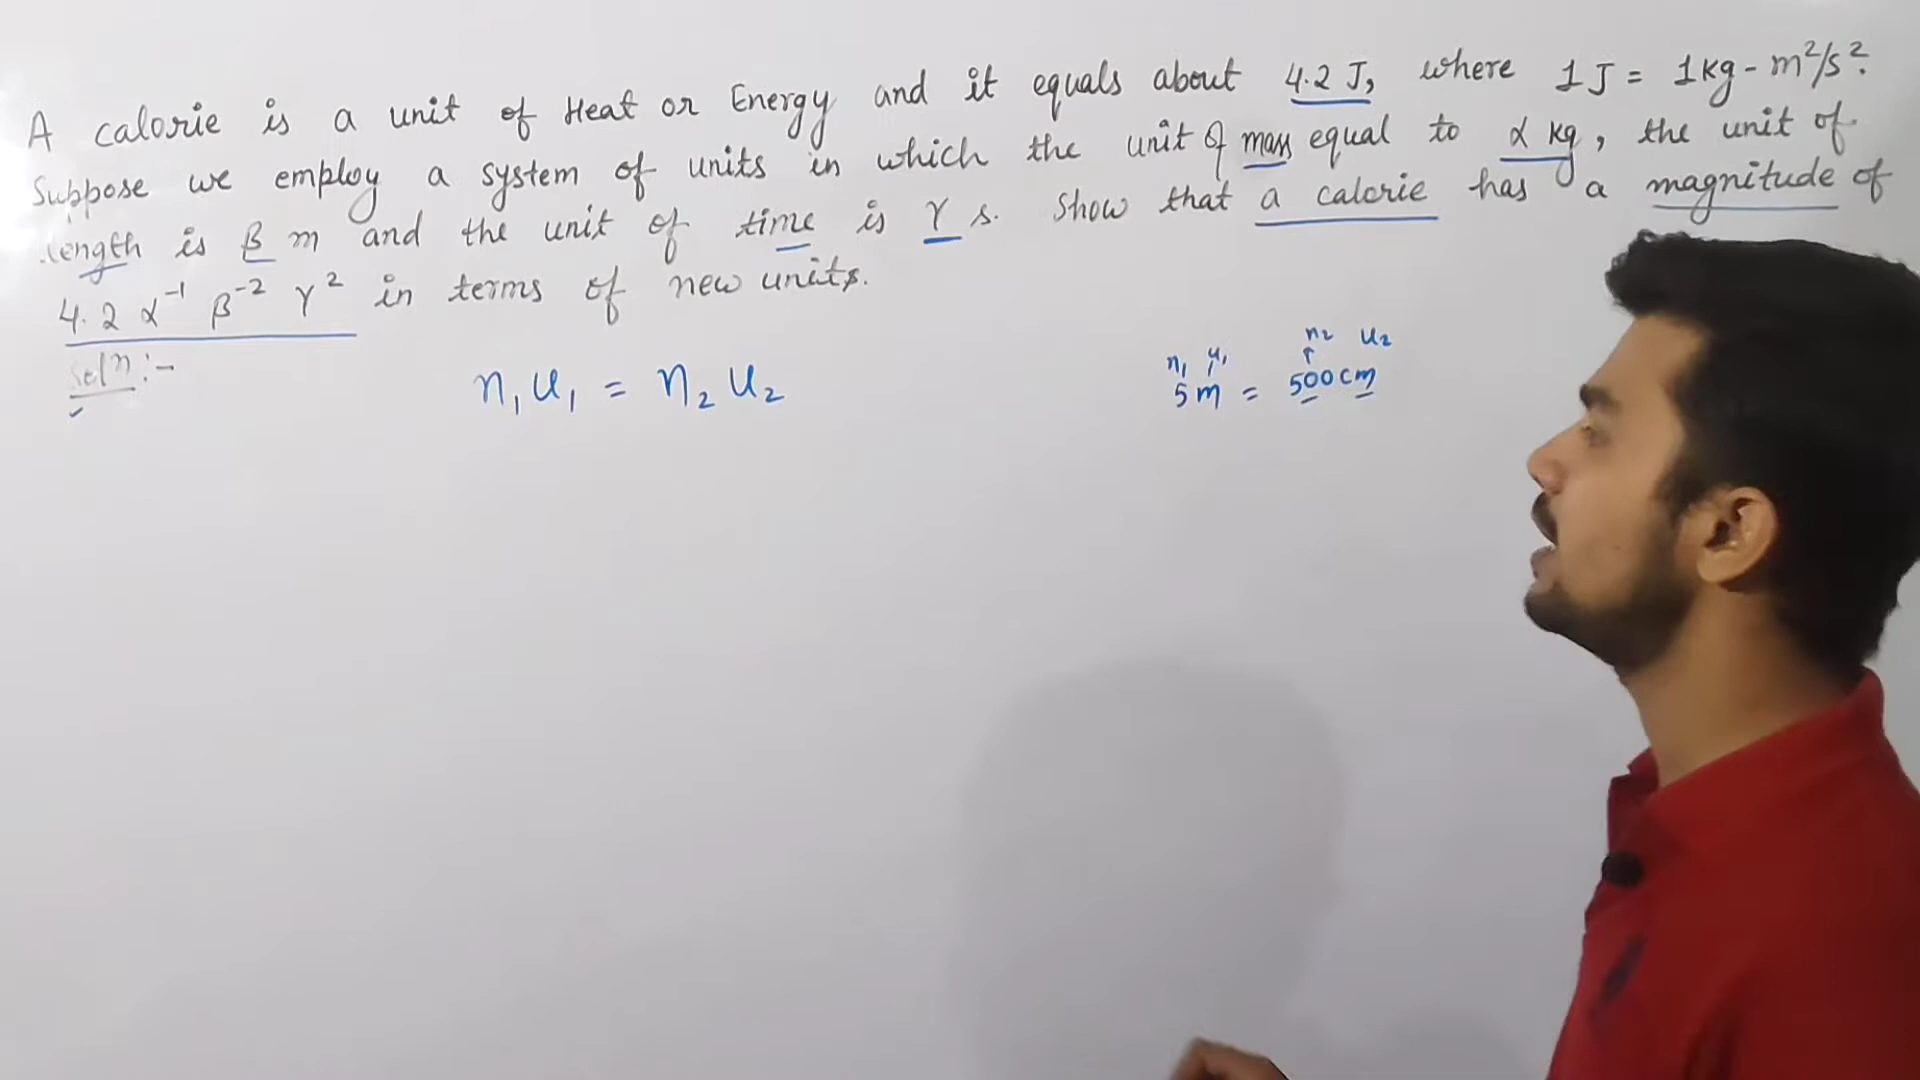 A calorie is a unit of Heat or Energy and it equals about 4.2 J, where 1 J = 1 kg - m²/s².
Suppose we employ a system of units in which the unit of mass equal to α kg, the unit of
length is β m and the unit of time is γ s. Show that a calorie has a magnitude of
4.2 α⁻¹ β⁻² γ² in terms of new units.
Solⁿ :-
n₁ u₁ = n₂ u₂
n₁ u₁ n₂ u₂
5 m = 500 cm